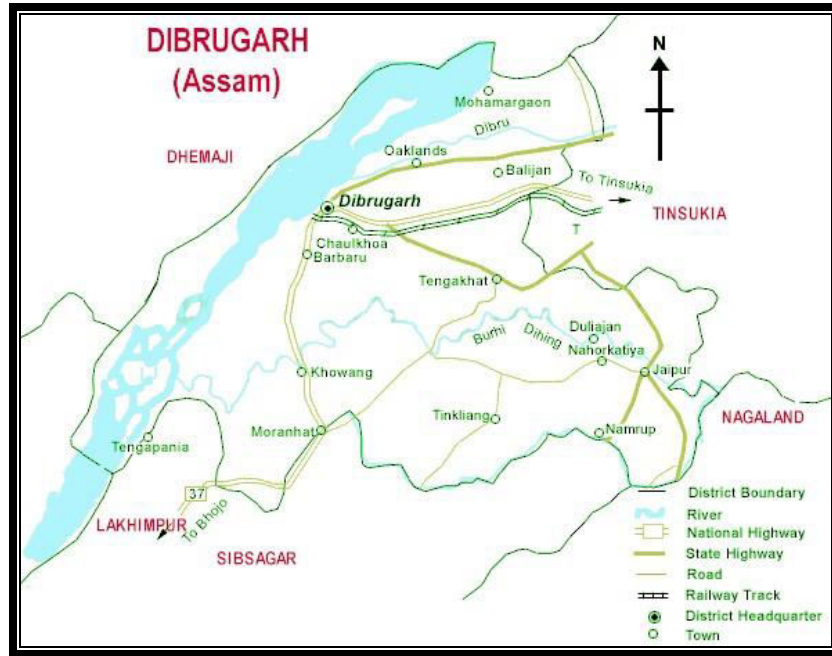 DIBRUGARH
(Assam)
N
Mohamargaon
Dibru
DHEMAJI
Oaklands
Balijan
To Tinsukia
Dibrugarh
TINSUKIA
Chaulkhoa
T
Barbaru
Tengakhat
Burhi Dihing
Duliajan
Nahorkatiya
Khowang
Jaipur
Tinkliang
NAGALAND
Moranhat
Namrup
Tengapania
37
To Bhojo
LAKHIMPUR
SIBSAGAR
District Boundary
River
National Highway
State Highway
Road
Railway Track
District Headquarter
Town